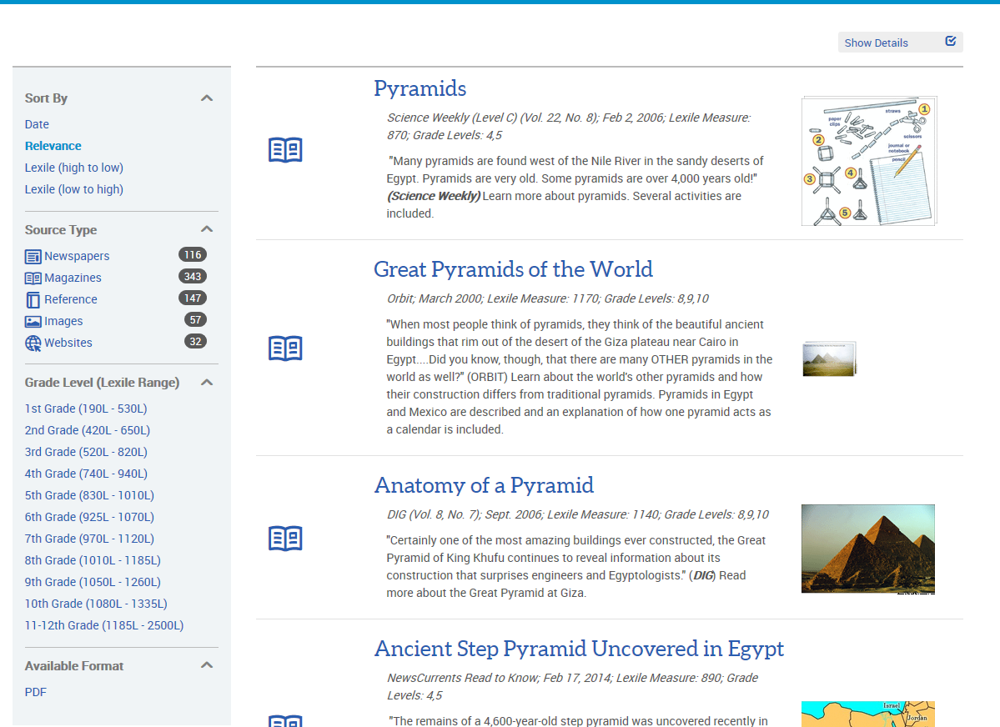 Show Details
Sort By
Date
Relevance
Lexile (high to low)
Lexile (low to high)
Source Type
Newspapers 116
Magazines 343
Reference 147
Images 57
Websites 32
Grade Level (Lexile Range)
1st Grade (190L - 530L)
2nd Grade (420L - 650L)
3rd Grade (520L - 820L)
4th Grade (740L - 940L)
5th Grade (830L - 1010L)
6th Grade (925L - 1070L)
7th Grade (970L - 1120L)
8th Grade (1010L - 1185L)
9th Grade (1050L - 1260L)
10th Grade (1080L - 1335L)
11-12th Grade (1185L - 2500L)
Available Format
PDF
Pyramids
Science Weekly (Level C) (Vol. 22, No. 8); Feb 2, 2006; Lexile Measure:
870; Grade Levels: 4,5
"Many pyramids are found west of the Nile River in the sandy deserts of
Egypt. Pyramids are very old. Some pyramids are over 4,000 years old!"
(Science Weekly) Learn more about pyramids. Several activities are
included.
straws
1
paper
clips
scissors
2
journal or
notebook
pencil
3
4
5
Great Pyramids of the World
Orbit; March 2000; Lexile Measure: 1170; Grade Levels: 8,9,10
"When most people think of pyramids, they think of the beautiful ancient
buildings that rim out of the desert of the Giza plateau near Cairo in
Egypt....Did you know, though, that there are many OTHER pyramids in the
world as well?" (ORBIT) Learn about the world's other pyramids and how
their construction differs from traditional pyramids. Pyramids in Egypt
and Mexico are described and an explanation of how one pyramid acts as
a calendar is included.
Anatomy of a Pyramid
DIG (Vol. 8, No. 7); Sept. 2006; Lexile Measure: 1140; Grade Levels: 8,9,10
"Certainly one of the most amazing buildings ever constructed, the Great
Pyramid of King Khufu continues to reveal information about its
construction that surprises engineers and Egyptologists." (DIG) Read
more about the Great Pyramid at Giza.
Ancient Step Pyramid Uncovered in Egypt
NewsCurrents Read to Know; Feb 17, 2014; Lexile Measure: 890; Grade
Levels: 4,5
"The remains of a 4,600-year-old step pyramid was uncovered recently in
Israel
Jordan